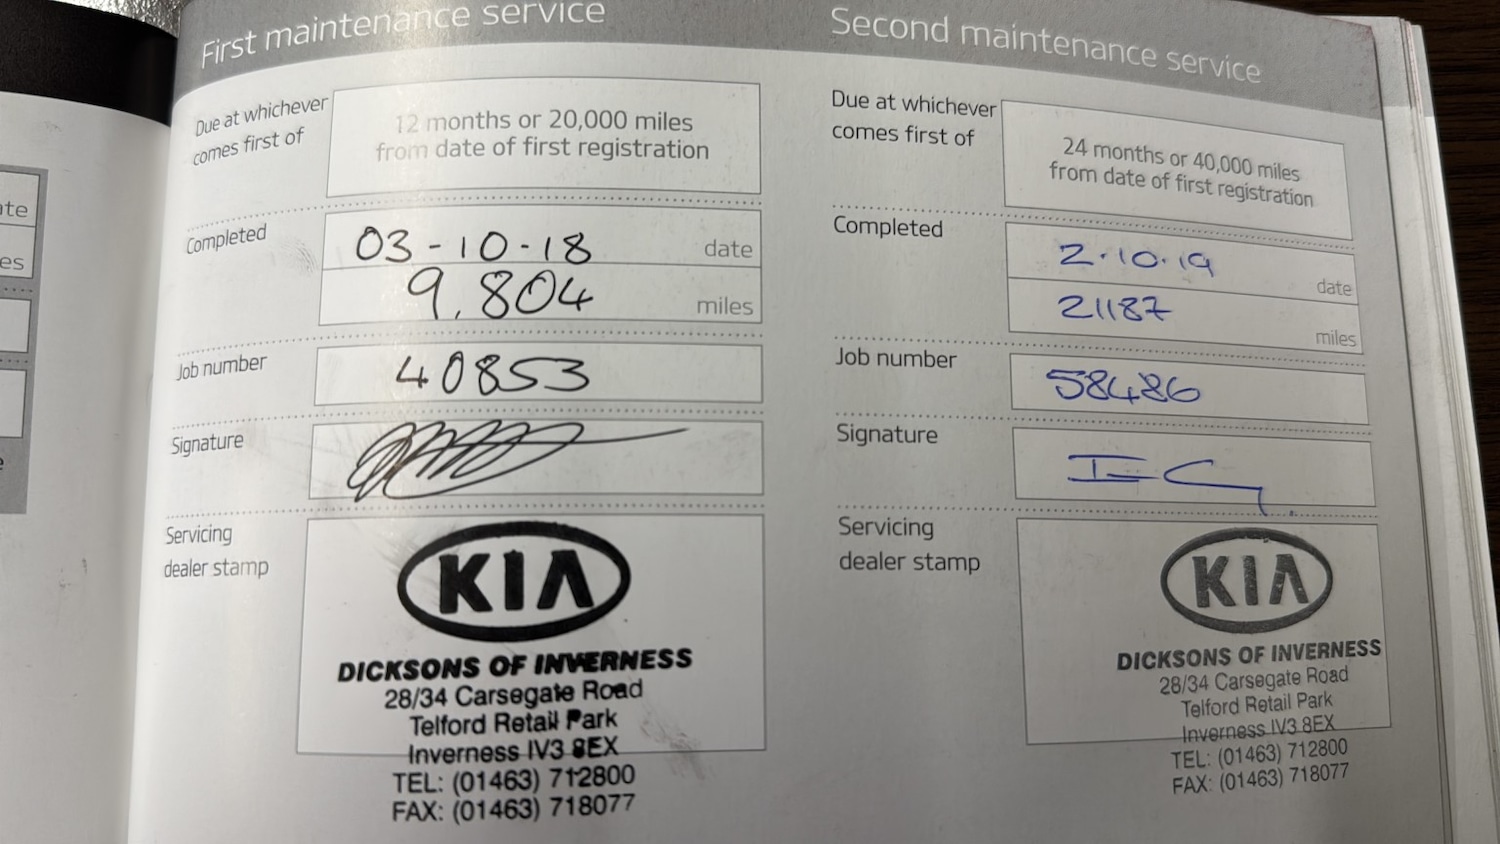 First maintenance service
Due at whichever
comes first of
12 months or 20,000 miles
from date of first registration
Completed
03-10-18 date
9,804 miles
Job number
40853
Signature
Servicing
dealer stamp
KIA
DICKSONS OF INVERNESS
28/34 Carsegate Road
Telford Retail Park
Inverness IV3 8EX
TEL: (01463) 712800
FAX: (01463) 718077
Second maintenance service
Due at whichever
comes first of
24 months or 40,000 miles
from date of first registration
Completed
2.10.19 date
21187 miles
Job number
58486
Signature
Servicing
dealer stamp
KIA
DICKSONS OF INVERNESS
28/34 Carsegate Road
Telford Retail Park
Inverness IV3 8EX
TEL: (01463) 712800
FAX: (01463) 718077